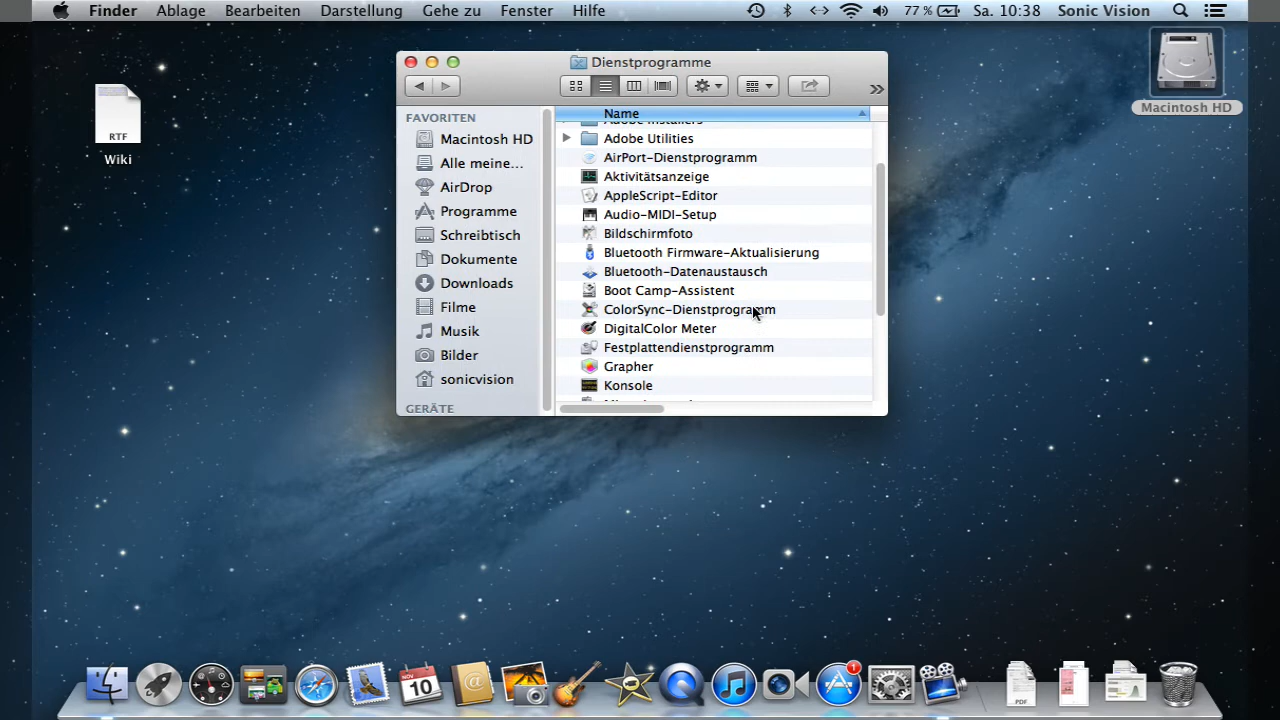 Finder Ablage Bearbeiten Darstellung Gehe zu Fenster Hilfe 77 % Sa. 10:38 Sonic Vision
Dienstprogramme
Macintosh HD
RTF
Wiki
FAVORITEN
Macintosh HD
Alle meine...
AirDrop
Programme
Schreibtisch
Dokumente
Downloads
Filme
Musik
Bilder
sonicvision
GERÄTE
Name
Adobe Installers
Adobe Utilities
AirPort-Dienstprogramm
Aktivitätsanzeige
AppleScript-Editor
Audio-MIDI-Setup
Bildschirmfoto
Bluetooth Firmware-Aktualisierung
Bluetooth-Datenaustausch
Boot Camp-Assistent
ColorSync-Dienstprogramm
DigitalColor Meter
Festplattendienstprogramm
Grapher
Konsole
NOV
10
1
PDF